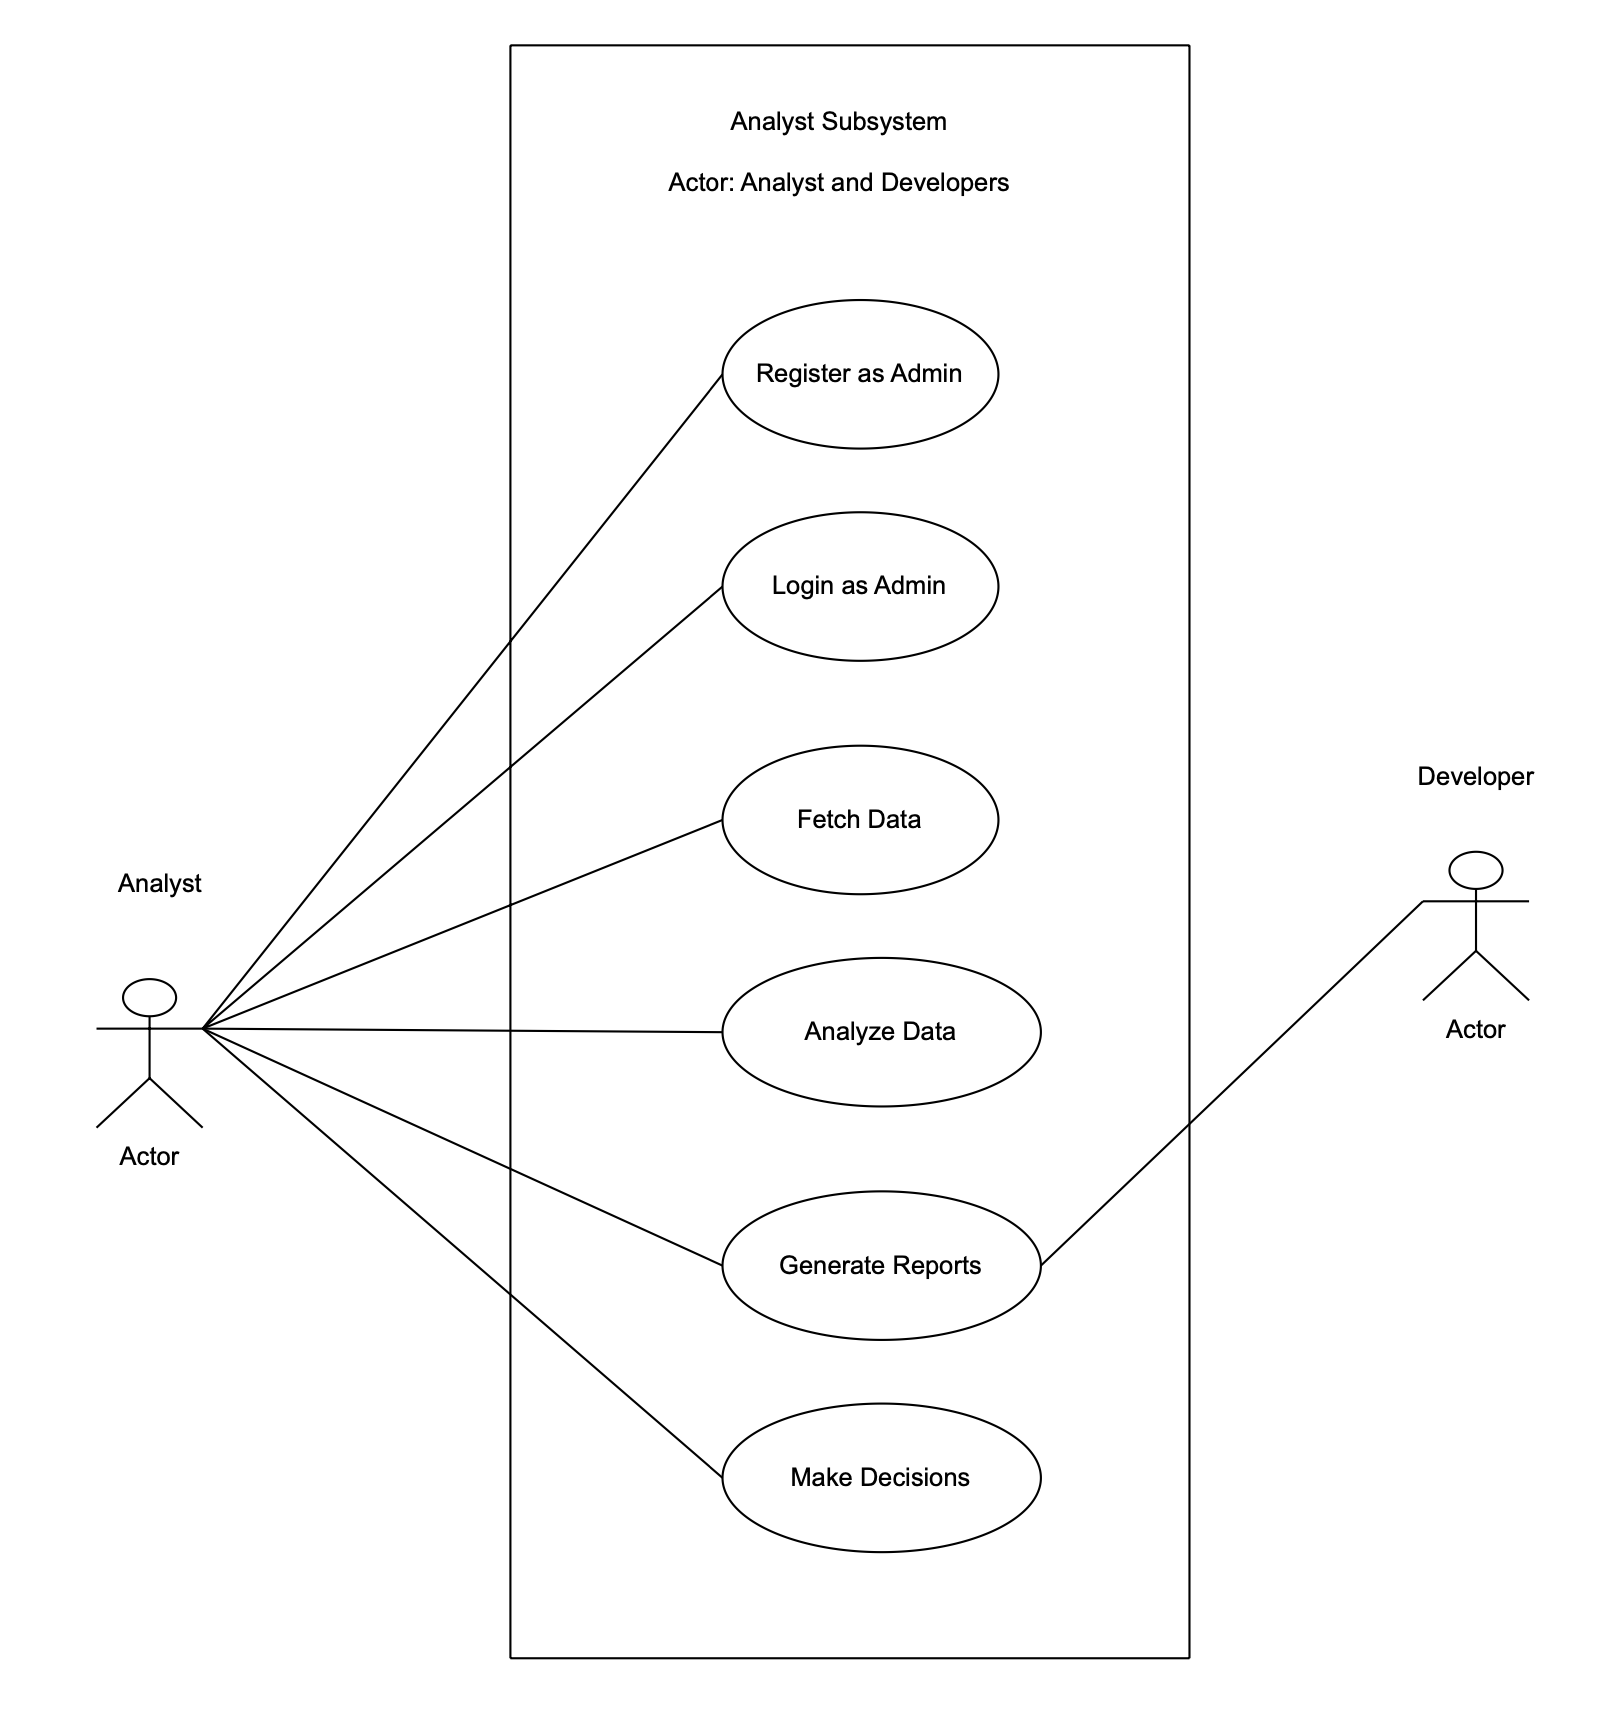 Analyst Subsystem
Actor: Analyst and Developers
Register as Admin
Login as Admin
Fetch Data
Analyze Data
Generate Reports
Make Decisions
Analyst
Actor
Developer
Actor